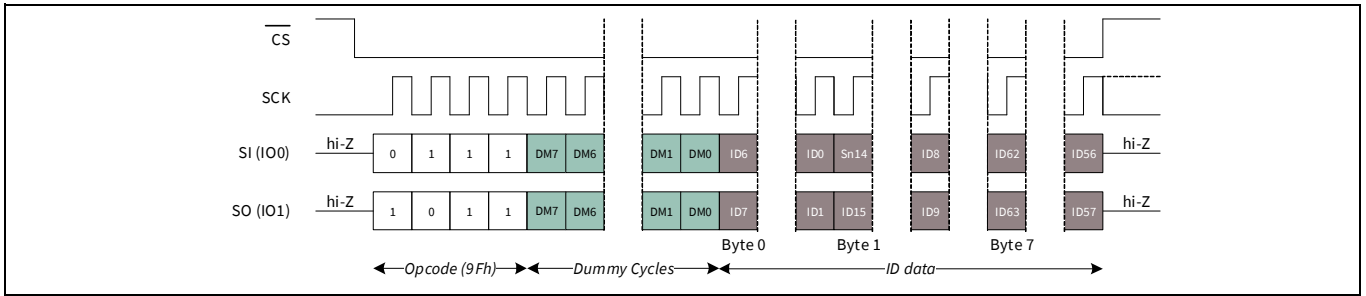 CS
SCK
SI (IO0) hi-Z 0 1 1 1 DM7 DM6 DM1 DM0 ID6 ID0 Sn14 ID8 ID62 ID56 hi-Z
SO (IO1) hi-Z 1 0 1 1 DM7 DM6 DM1 DM0 ID7 ID1 ID15 ID9 ID63 ID57 hi-Z
Byte 0 Byte 1 Byte 7
Opcode (9Fh) Dummy Cycles ID data